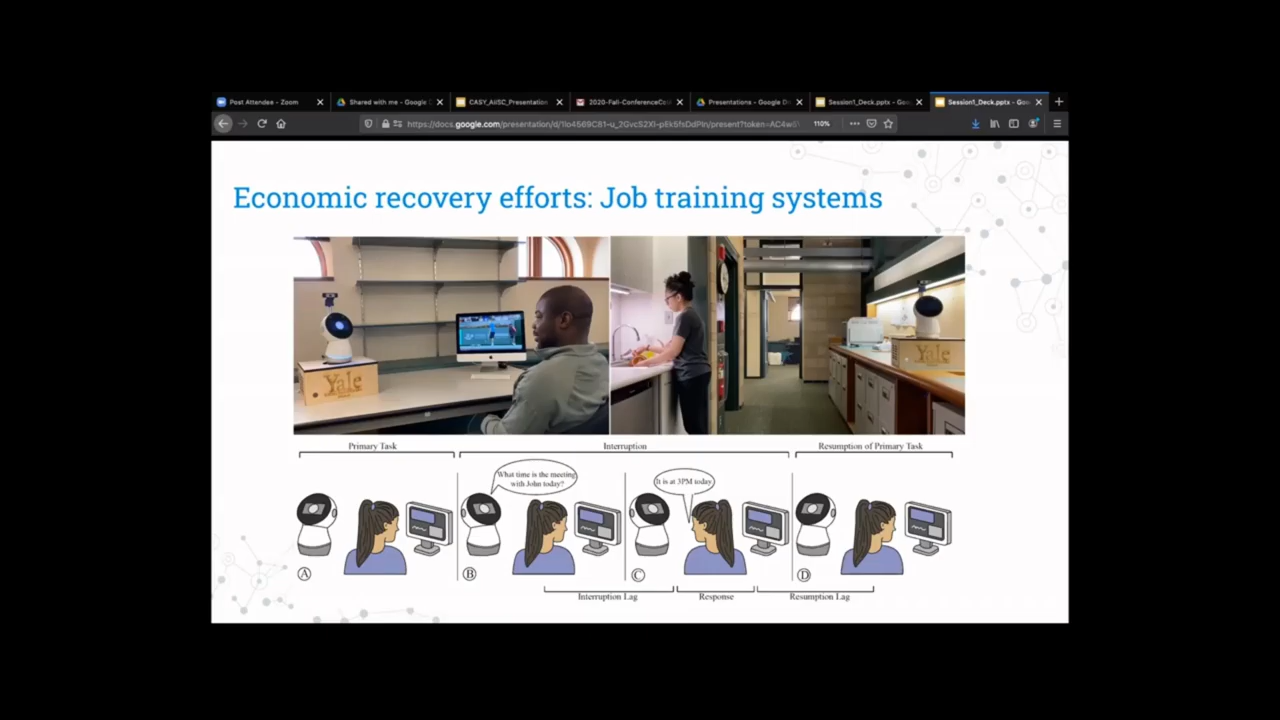 Post Attendee - Zoom
Shared with me - Google
CASY_AIISC_Presentation
2020-Fall-ConferenceCo
Presentations - Google D
Session1_Deck.pptx - Goo
Session1_Deck.pptx - Goo
110%
Economic recovery efforts: Job training systems
Yale
Yale
Primary Task
Interruption
Resumption of Primary Task
What time is the meeting
with John today?
It is at 3PM today
A
B
C
D
Interruption Lag
Response
Resumption Lag